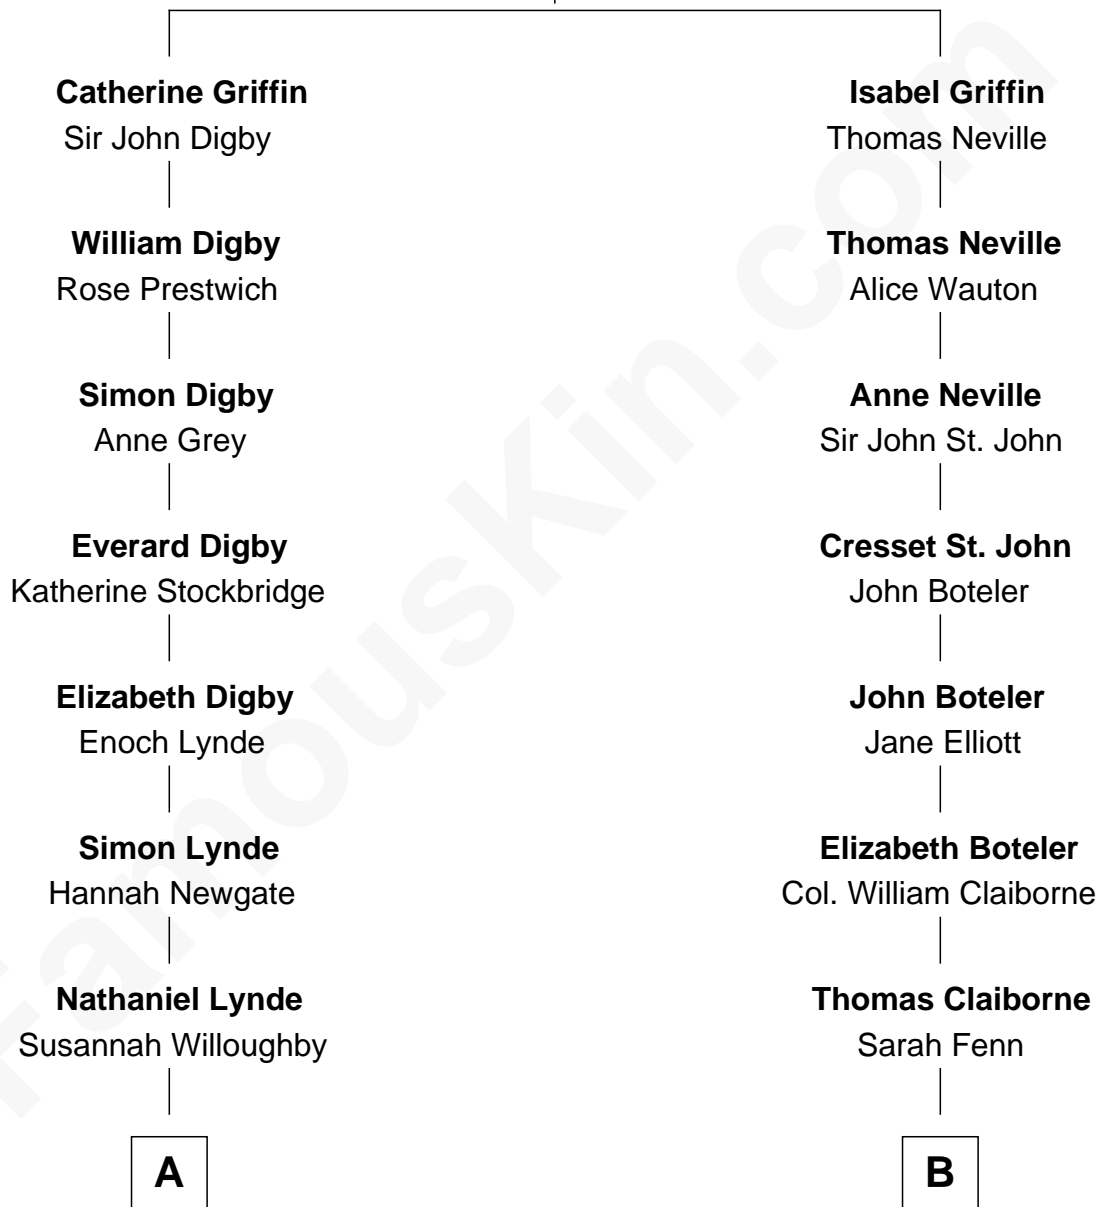 Catherine Griffin
Sir John Digby
Isabel Griffin
Thomas Neville
William Digby
Rose Prestwich
Thomas Neville
Alice Wauton
Simon Digby
Anne Grey
Anne Neville
Sir John St. John
Everard Digby
Katherine Stockbridge
Cresset St. John
John Boteler
Elizabeth Digby
Enoch Lynde
John Boteler
Jane Elliott
Simon Lynde
Hannah Newgate
Elizabeth Boteler
Col. William Claiborne
Nathaniel Lynde
Susannah Willoughby
Thomas Claiborne
Sarah Fenn
A
B
FamousKin.com